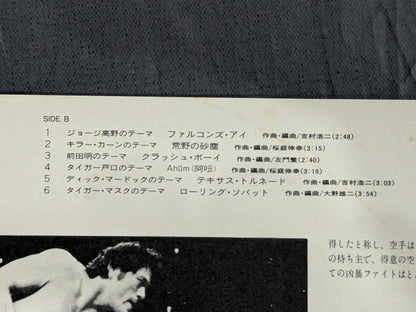 SIDE B
1 ジョージ高野のテーマ ファルコンズ・アイ 作曲・編曲/吉村浩二(2:48)
2 キラー・カーンのテーマ 荒野の砂塵 作曲・編曲/桜庭伸幸(3:15)
3 前田明のテーマ クラッシュ・ボーイ 作曲・編曲/左門鷲(2:40)
4 タイガー戸口のテーマ Ahūm(阿吽) 作曲・編曲/桜庭伸幸(3:19)
5 ディック・マードックのテーマ テキサス・トルネード 作曲・編曲/吉村浩二(3:03)
6 タイガー・マスクのテーマ ローリング・ソバット 作曲・編曲/大野雄二(3:54)
得したと称し、空手は
の持ち主で、得意の空
ての凶暴ファイトはと